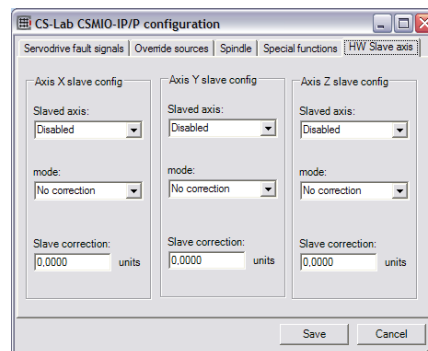 CS-Lab CSMIO-IP/P configuration
Servodrive fault signals Override sources Spindle Special functions HW Slave axis
Axis X slave config Axis Y slave config Axis Z slave config
Slaved axis: Slaved axis: Slaved axis:
Disabled Disabled Disabled
mode: mode: mode:
No correction No correction No correction
Slave correction: Slave correction: Slave correction:
0,0000 units 0,0000 units 0,0000 units
Save Cancel